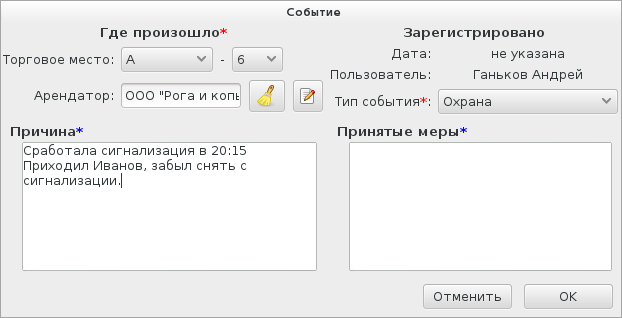 Событие
Где произошло*
Зарегистрировано
Торговое место: А - 6
Дата: не указана
Пользователь: Ганьков Андрей
Арендатор: ООО "Рога и копы
Тип события*: Охрана
Причина*
Принятые меры*
Сработала сигнализация в 20:15
Приходил Иванов, забыл снять с
сигнализации.
Отменить
OK